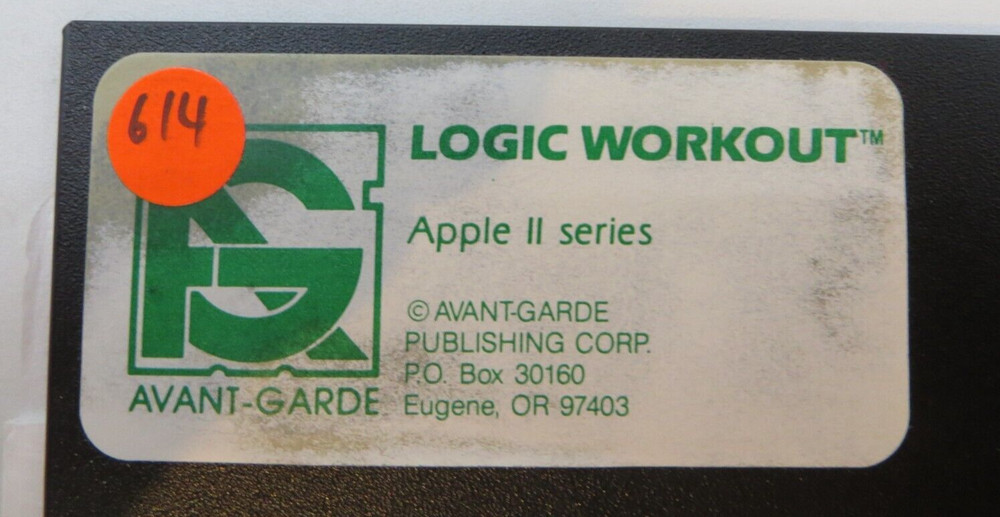 614
LOGIC WORKOUT™
Apple II series
© AVANT-GARDE
PUBLISHING CORP.
P.O. Box 30160
Eugene, OR 97403
AVANT-GARDE